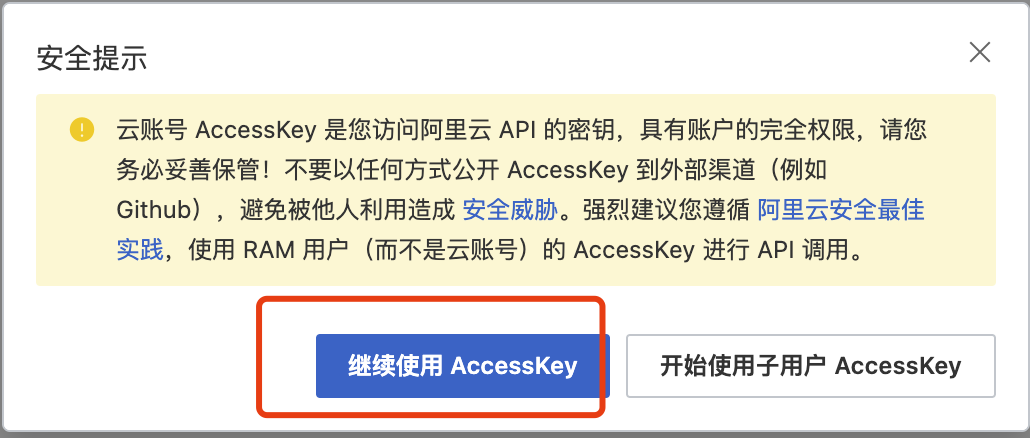 安全提示
云账号 AccessKey 是您访问阿里云 API 的密钥，具有账户的完全权限，请您
务必妥善保管！不要以任何方式公开 AccessKey 到外部渠道（例如
Github），避免被他人利用造成 安全威胁。强烈建议您遵循 阿里云安全最佳
实践，使用 RAM 用户（而不是云账号）的 AccessKey 进行 API 调用。
继续使用 AccessKey
开始使用子用户 AccessKey